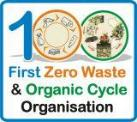 100
First Zero Waste
& Organic Cycle
Organisation